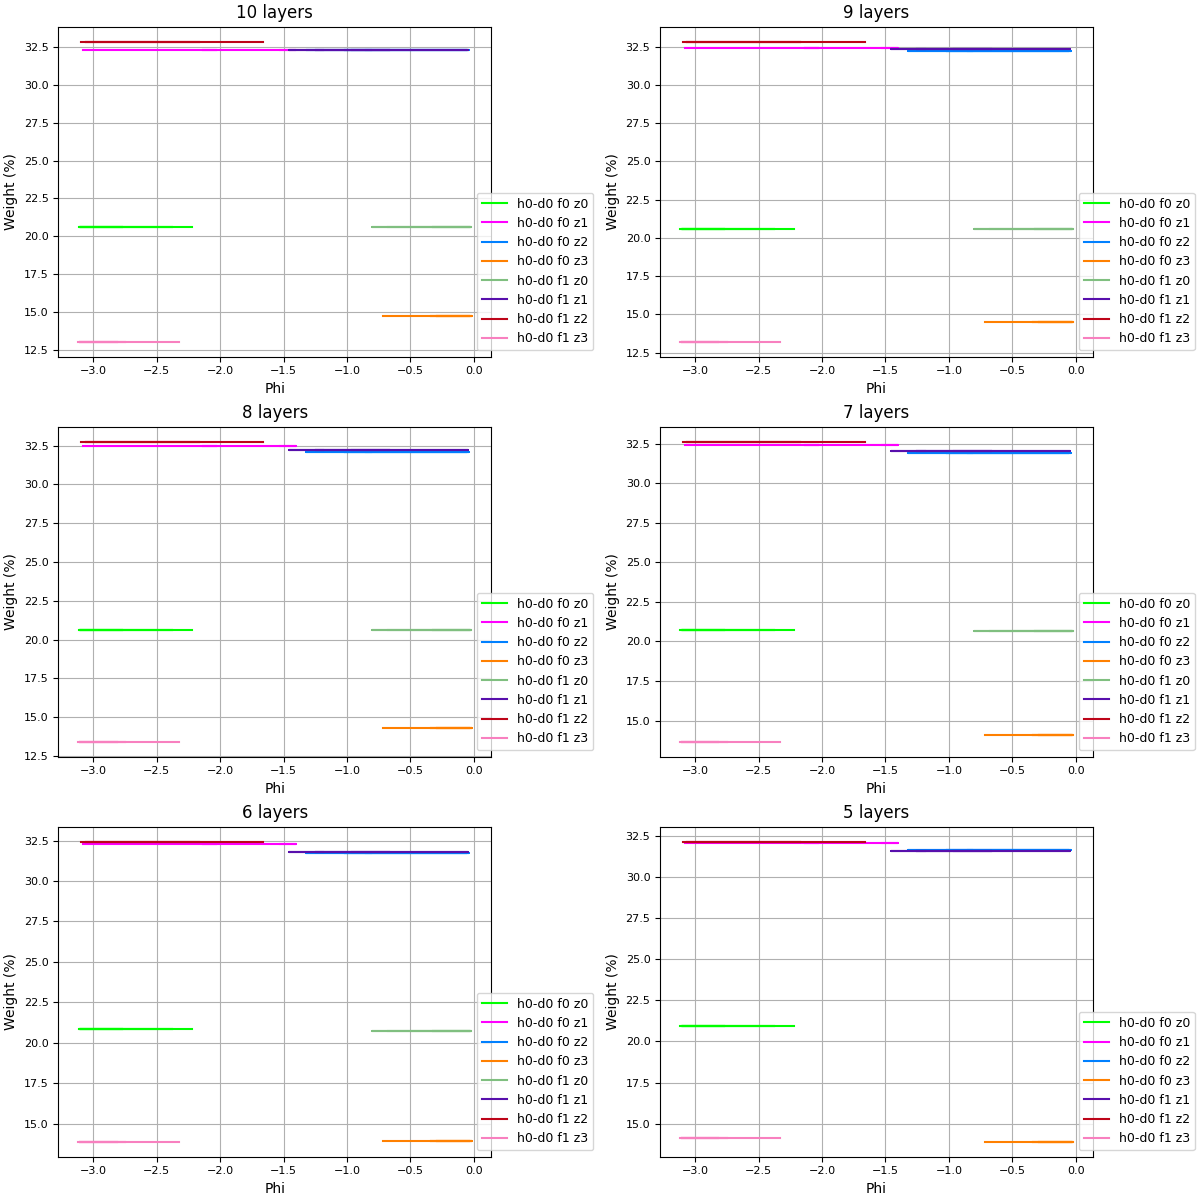 10 layers
Weight (%)
32.5
30.0
27.5
25.0
22.5
20.0
17.5
15.0
12.5
−3.0 −2.5 −2.0 −1.5 −1.0 −0.5 0.0
Phi
h0-d0 f0 z0
h0-d0 f0 z1
h0-d0 f0 z2
h0-d0 f0 z3
h0-d0 f1 z0
h0-d0 f1 z1
h0-d0 f1 z2
h0-d0 f1 z3
9 layers
Weight (%)
32.5
30.0
27.5
25.0
22.5
20.0
17.5
15.0
12.5
−3.0 −2.5 −2.0 −1.5 −1.0 −0.5 0.0
Phi
h0-d0 f0 z0
h0-d0 f0 z1
h0-d0 f0 z2
h0-d0 f0 z3
h0-d0 f1 z0
h0-d0 f1 z1
h0-d0 f1 z2
h0-d0 f1 z3
8 layers
Weight (%)
32.5
30.0
27.5
25.0
22.5
20.0
17.5
15.0
12.5
−3.0 −2.5 −2.0 −1.5 −1.0 −0.5 0.0
Phi
h0-d0 f0 z0
h0-d0 f0 z1
h0-d0 f0 z2
h0-d0 f0 z3
h0-d0 f1 z0
h0-d0 f1 z1
h0-d0 f1 z2
h0-d0 f1 z3
7 layers
Weight (%)
32.5
30.0
27.5
25.0
22.5
20.0
17.5
15.0
−3.0 −2.5 −2.0 −1.5 −1.0 −0.5 0.0
Phi
h0-d0 f0 z0
h0-d0 f0 z1
h0-d0 f0 z2
h0-d0 f0 z3
h0-d0 f1 z0
h0-d0 f1 z1
h0-d0 f1 z2
h0-d0 f1 z3
6 layers
Weight (%)
32.5
30.0
27.5
25.0
22.5
20.0
17.5
15.0
−3.0 −2.5 −2.0 −1.5 −1.0 −0.5 0.0
Phi
h0-d0 f0 z0
h0-d0 f0 z1
h0-d0 f0 z2
h0-d0 f0 z3
h0-d0 f1 z0
h0-d0 f1 z1
h0-d0 f1 z2
h0-d0 f1 z3
5 layers
Weight (%)
32.5
30.0
27.5
25.0
22.5
20.0
17.5
15.0
−3.0 −2.5 −2.0 −1.5 −1.0 −0.5 0.0
Phi
h0-d0 f0 z0
h0-d0 f0 z1
h0-d0 f0 z2
h0-d0 f0 z3
h0-d0 f1 z1
h0-d0 f1 z2
h0-d0 f1 z3